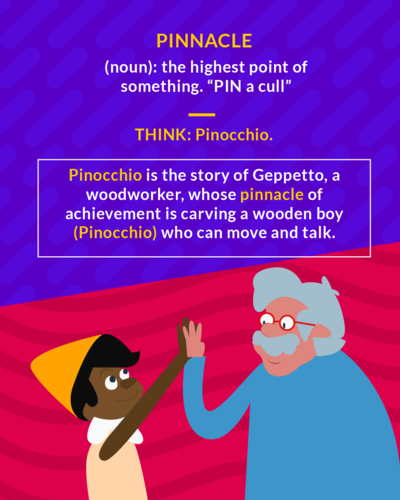 PINNACLE
(noun): the highest point of
something. “PIN a cull”
THINK: Pinocchio.
Pinocchio is the story of Geppetto, a
woodworker, whose pinnacle of
achievement is carving a wooden boy
(Pinocchio) who can move and talk.